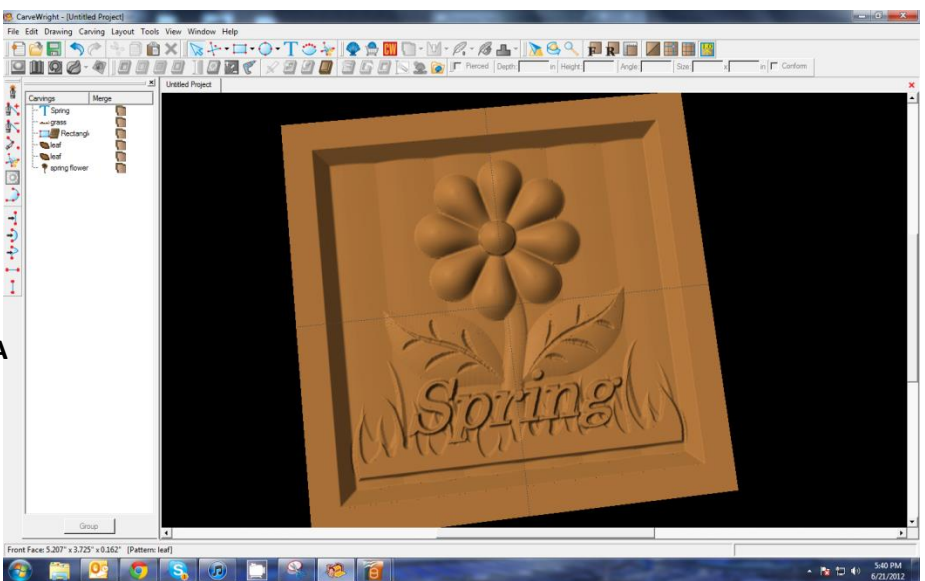 CarveWright - [Untitled Project]
File Edit Drawing Carving Layout Tools View Window Help
T CW F R
Pierced Depth: in Height: Angle: Size: x in Conform
Untitled Project
Carvings Merge
Spring
grass
Rectangl
leaf
leaf
spring flower
A
Spring
Group
Front Face: 5.207" x 3.725" x 0.162" [Pattern: leaf]
5:40 PM
6/21/2012